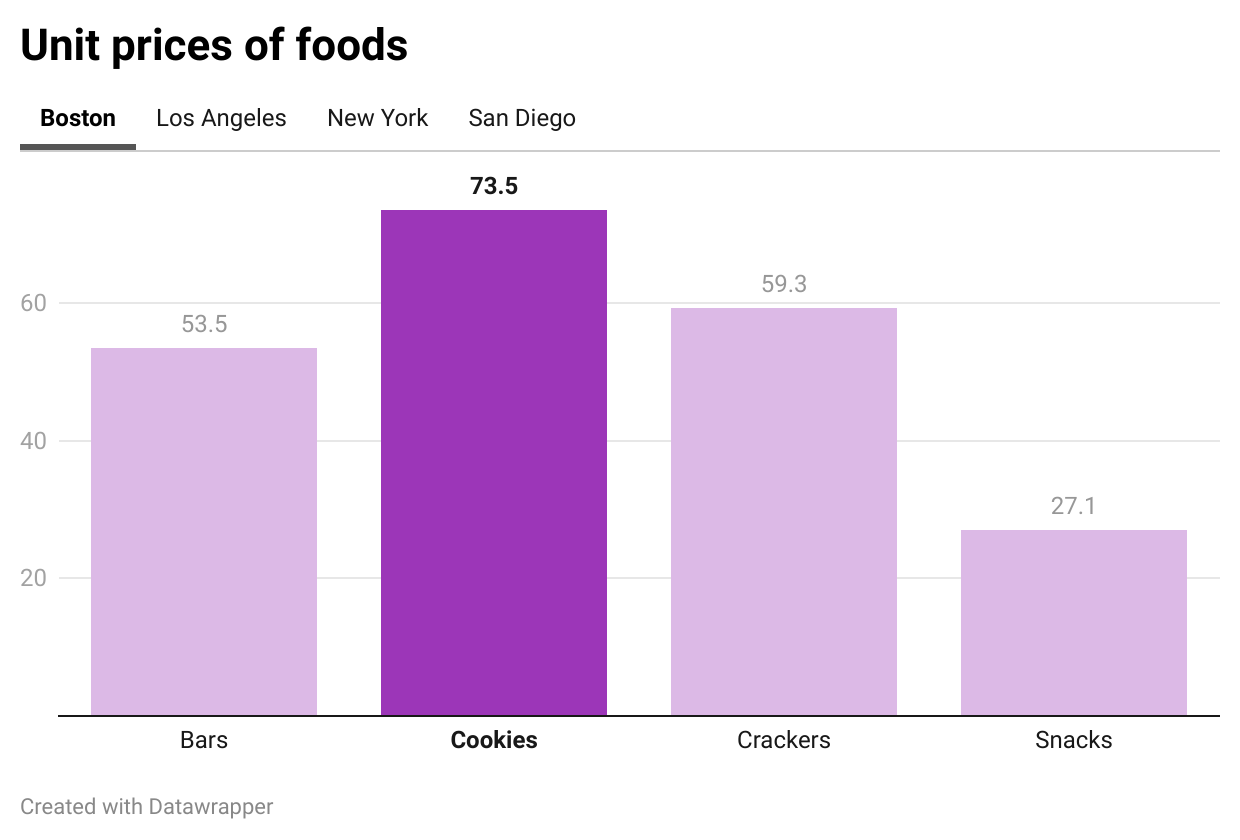 Unit prices of foods
Boston Los Angeles New York San Diego
73.5
59.3
60
53.5
40
27.1
20
Bars Cookies Crackers Snacks
Created with Datawrapper